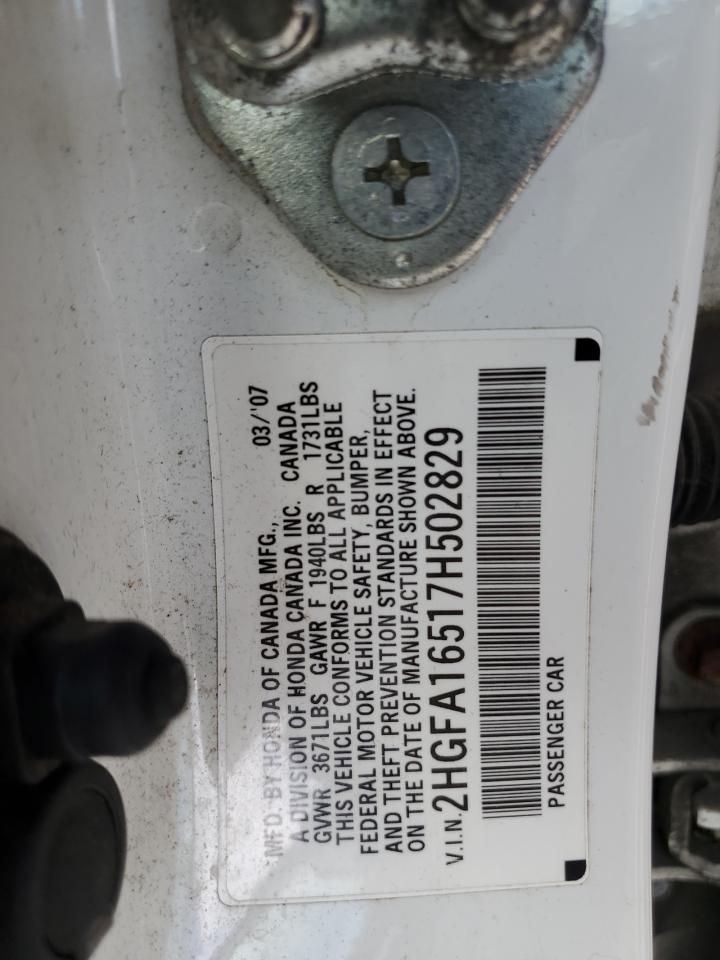 MFD. BY HONDA OF CANADA MFG., 03/'07
A DIVISION OF HONDA CANADA INC. CANADA
GVWR 3671LBS GAWR F 1940LBS R 1731LBS
THIS VEHICLE CONFORMS TO ALL APPLICABLE
FEDERAL MOTOR VEHICLE SAFETY, BUMPER,
AND THEFT PREVENTION STANDARDS IN EFFECT
ON THE DATE OF MANUFACTURE SHOWN ABOVE.
V.I.N. 2HGFA16517H502829
PASSENGER CAR